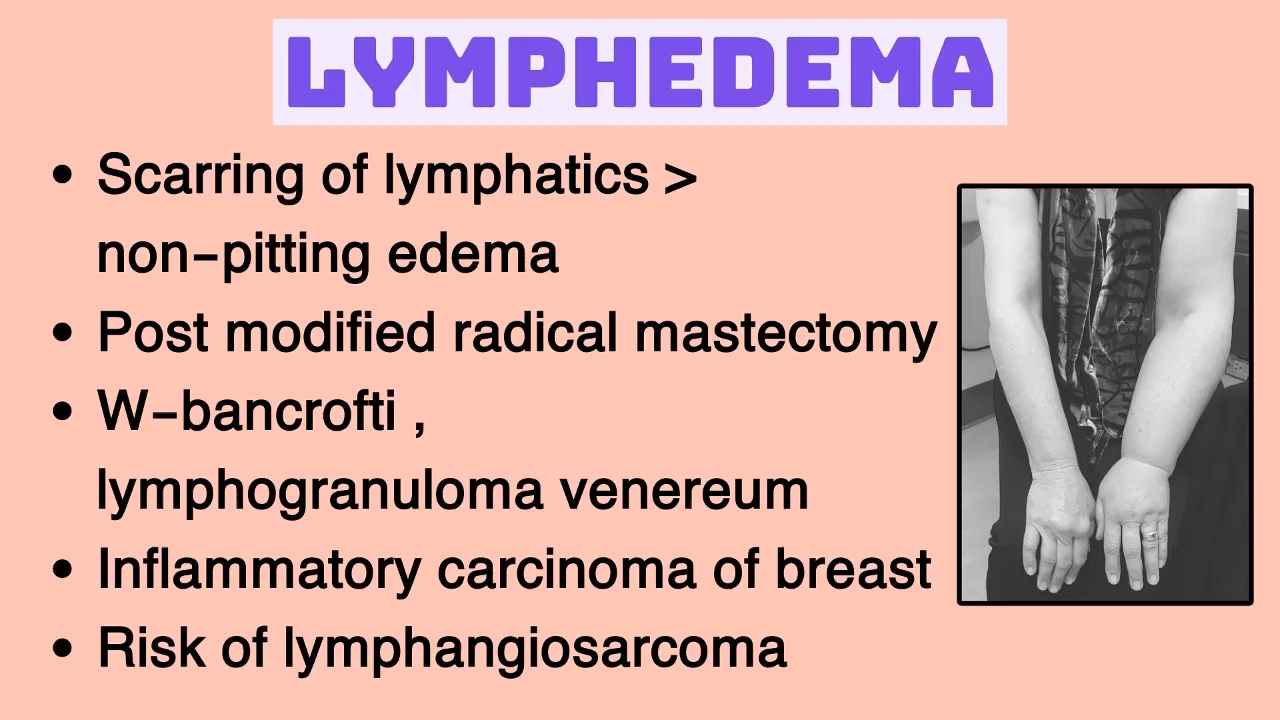 LYMPHEDEMA
• Scarring of lymphatics >
non-pitting edema
• Post modified radical mastectomy
• W-bancrofti ,
lymphogranuloma venereum
• Inflammatory carcinoma of breast
• Risk of lymphangiosarcoma